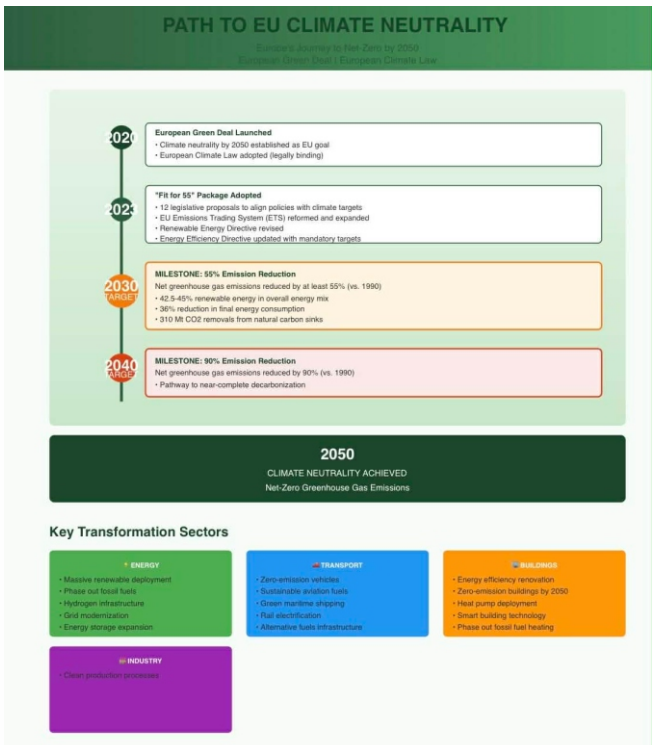 PATH TO EU CLIMATE NEUTRALITY
Europe's Journey to Net-Zero by 2050
European Green Deal | European Climate Law
2020
European Green Deal Launched
• Climate neutrality by 2050 established as EU goal
• European Climate Law adopted (legally binding)
2023
"Fit for 55" Package Adopted
• 12 legislative proposals to align policies with climate targets
• EU Emissions Trading System (ETS) reformed and expanded
• Renewable Energy Directive revised
• Energy Efficiency Directive updated with mandatory targets
2030
TARGET
MILESTONE: 55% Emission Reduction
Net greenhouse gas emissions reduced by at least 55% (vs. 1990)
• 42.5-45% renewable energy in overall energy mix
• 36% reduction in final energy consumption
• 310 Mt CO2 removals from natural carbon sinks
2040
TARGET
MILESTONE: 90% Emission Reduction
Net greenhouse gas emissions reduced by 90% (vs. 1990)
• Pathway to near-complete decarbonization
2050
CLIMATE NEUTRALITY ACHIEVED
Net-Zero Greenhouse Gas Emissions
Key Transformation Sectors
ENERGY
• Massive renewable deployment
• Phase out fossil fuels
• Hydrogen infrastructure
• Grid modernization
• Energy storage expansion
TRANSPORT
• Zero-emission vehicles
• Sustainable aviation fuels
• Green maritime shipping
• Rail electrification
• Alternative fuels infrastructure
BUILDINGS
• Energy efficiency renovation
• Zero-emission buildings by 2050
• Heat pump deployment
• Smart building technology
• Phase out fossil fuel heating
INDUSTRY
• Clean production processes